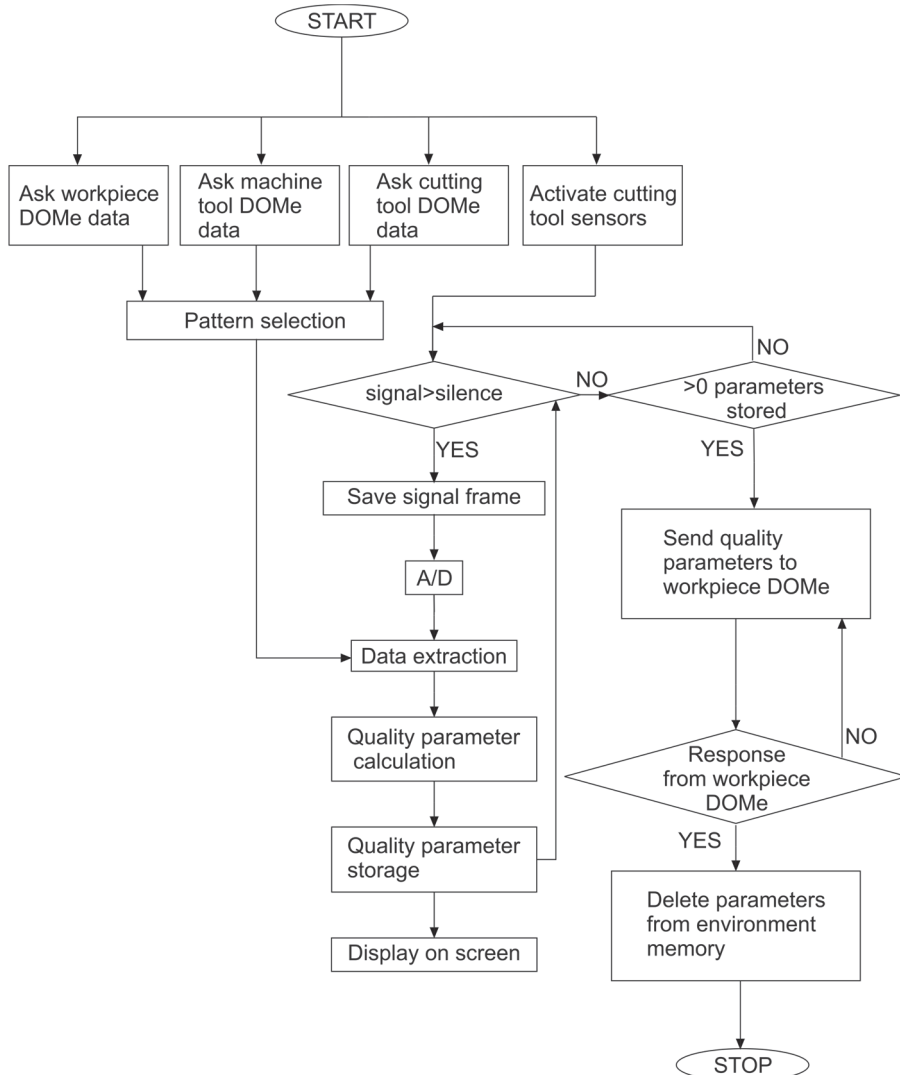 START
Ask workpiece
DOMe data
Ask machine
tool DOMe
data
Ask cutting
tool DOMe
data
Activate cutting
tool sensors
Pattern selection
signal>silence
NO
>0 parameters
stored
NO
YES
YES
Save signal frame
A/D
Data extraction
Quality parameter
calculation
Quality parameter
storage
Display on screen
Send quality
parameters to
workpiece DOMe
Response
from workpiece
DOMe
NO
YES
Delete parameters
from environment
memory
STOP